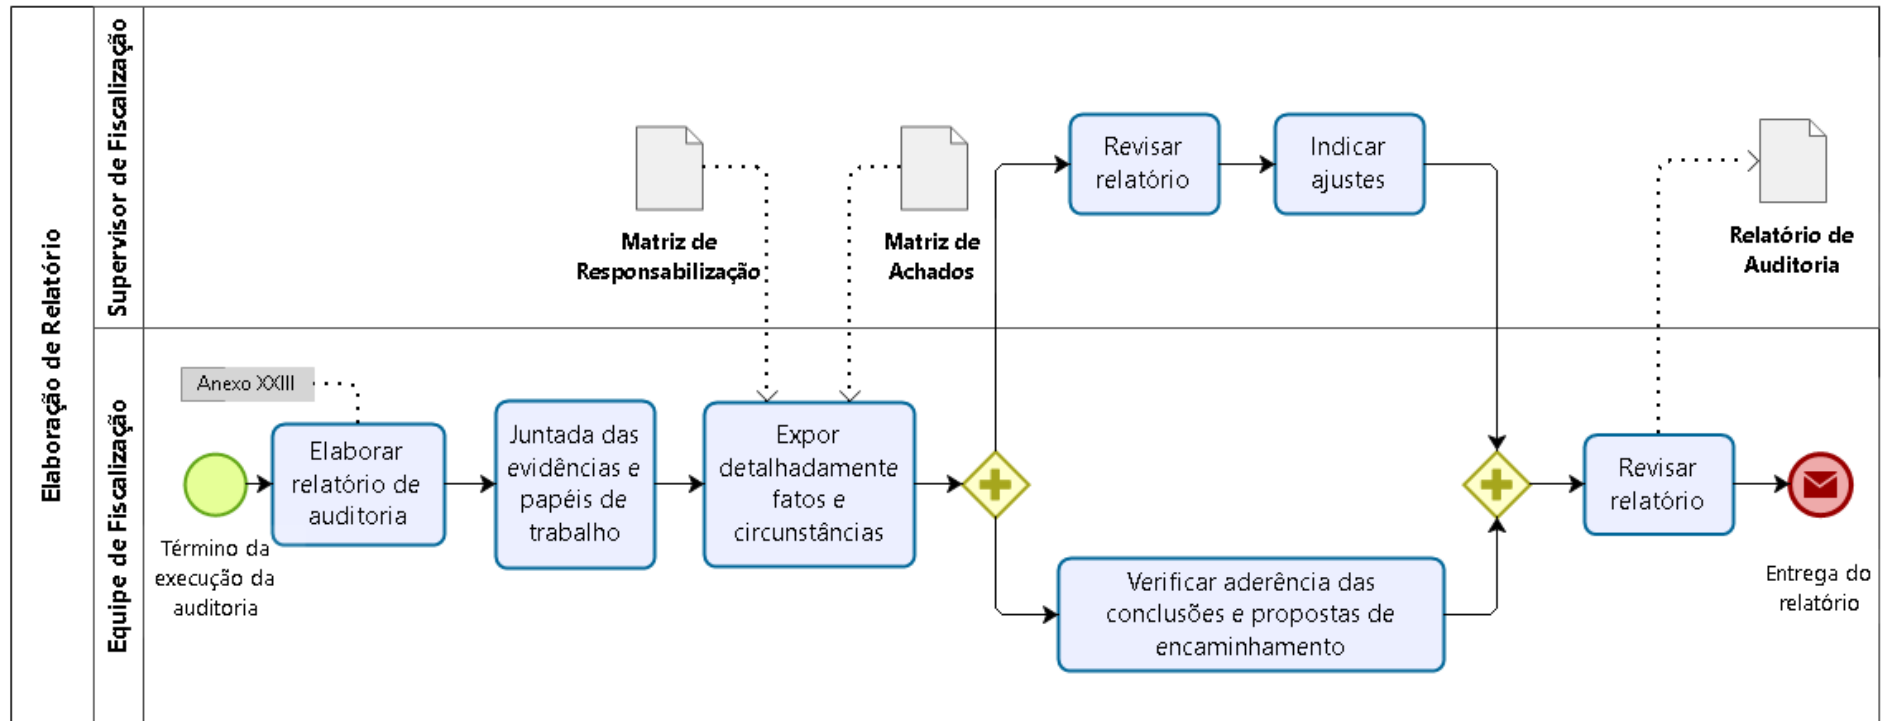 Elaboração de Relatório
Supervisor de Fiscalização
Matriz de
Responsabilização
Matriz de
Achados
Revisar
relatório
Indicar
ajustes
Relatório de
Auditoria
Equipe de Fiscalização
Anexo XXIII
Término da
execução da
auditoria
Elaborar
relatório de
auditoria
Juntada das
evidências e
papéis de
trabalho
Expor
detalhadamente
fatos e
circunstâncias
Verificar aderência das
conclusões e propostas de
encaminhamento
Revisar
relatório
Entrega do
relatório